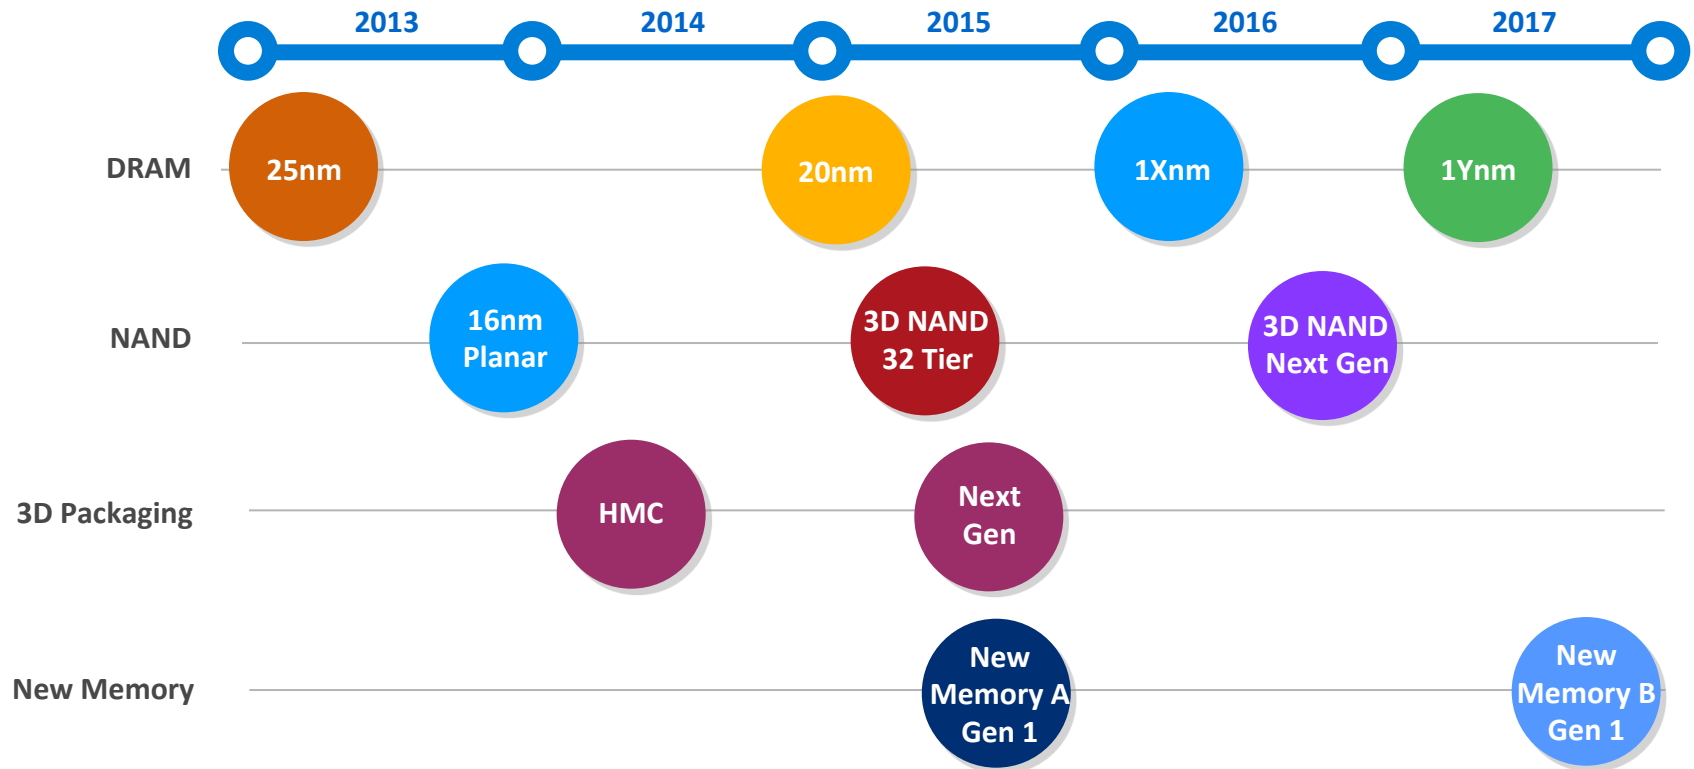 2013
2014
2015
2016
2017
DRAM
25nm
20nm
1Xnm
1Ynm
NAND
16nm
Planar
3D NAND
32 Tier
3D NAND
Next Gen
3D Packaging
HMC
Next
Gen
New Memory
New
Memory A
Gen 1
New
Memory B
Gen 1